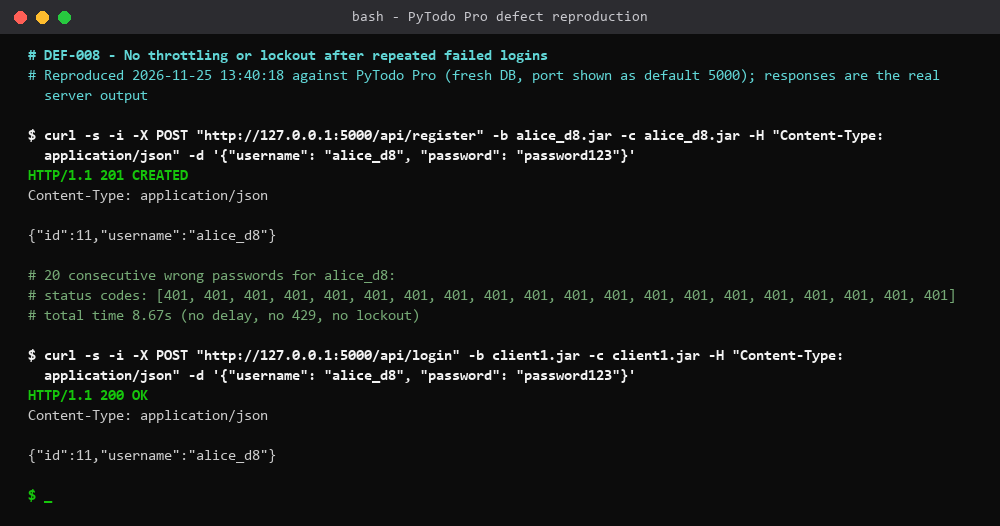 bash - PyTodo Pro defect reproduction
# DEF-008 - No throttling or lockout after repeated failed logins
# Reproduced 2026-11-25 13:40:18 against PyTodo Pro (fresh DB, port shown as default 5000); responses are the real
server output
$ curl -s -i -X POST "http://127.0.0.1:5000/api/register" -b alice_d8.jar -c alice_d8.jar -H "Content-Type:
application/json" -d '{"username": "alice_d8", "password": "password123"}'
HTTP/1.1 201 CREATED
Content-Type: application/json
{"id":11,"username":"alice_d8"}
# 20 consecutive wrong passwords for alice_d8:
# status codes: [401, 401, 401, 401, 401, 401, 401, 401, 401, 401, 401, 401, 401, 401, 401, 401, 401, 401, 401, 401]
# total time 8.67s (no delay, no 429, no lockout)
$ curl -s -i -X POST "http://127.0.0.1:5000/api/login" -b client1.jar -c client1.jar -H "Content-Type:
application/json" -d '{"username": "alice_d8", "password": "password123"}'
HTTP/1.1 200 OK
Content-Type: application/json
{"id":11,"username":"alice_d8"}
$ _